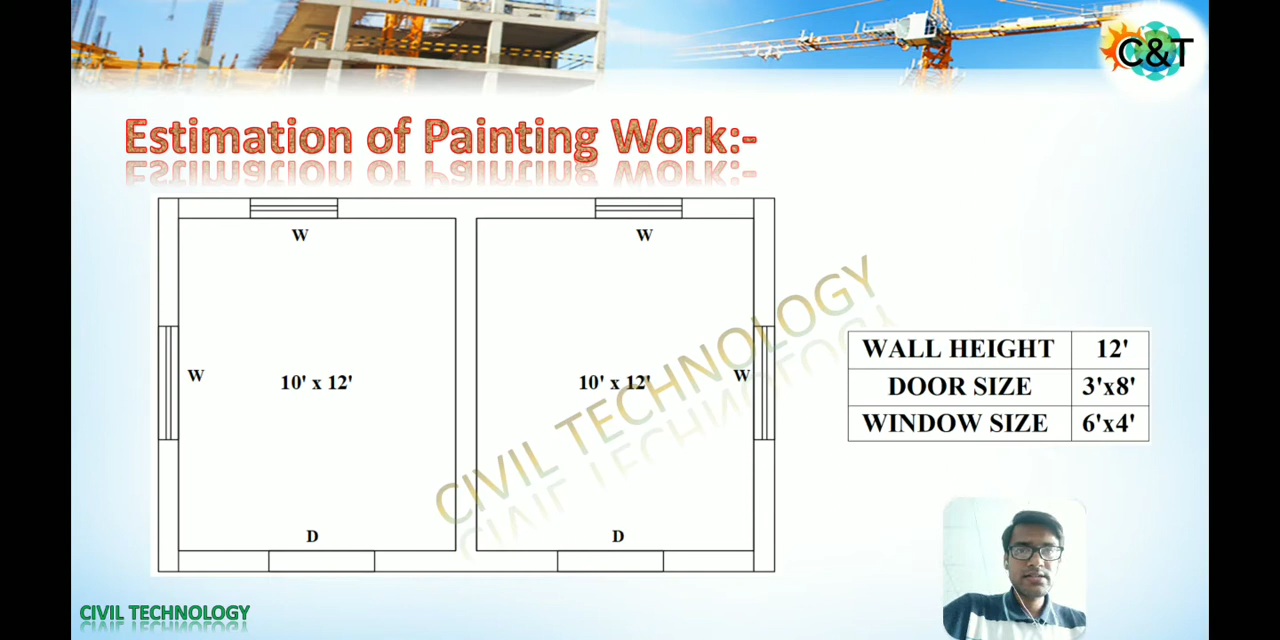 C&T
Estimation of Painting Work:-
W
W
W
10' x 12'
10' x 12'
W
D
D
CIVIL TECHNOLOGY
WALL HEIGHT 12'
DOOR SIZE 3'x8'
WINDOW SIZE 6'x4'
CIVIL TECHNOLOGY